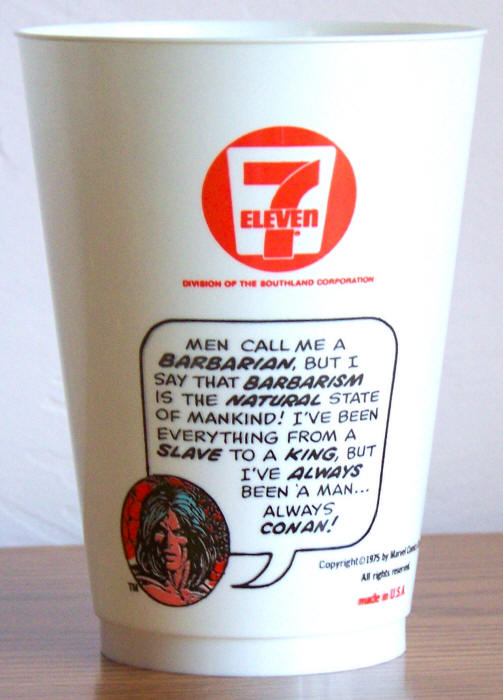 7
ELEVEn
DIVISION OF THE SOUTHLAND CORPORATION
MEN CALL ME A
BARBARIAN, BUT I
SAY THAT BARBARISM
IS THE NATURAL STATE
OF MANKIND! I'VE BEEN
EVERYTHING FROM A
SLAVE TO A KING, BUT
I'VE ALWAYS
BEEN A MAN...
ALWAYS
CONAN!
TM
Copyright © 1975 by Marvel
All rights reserved
made in U.S.A.